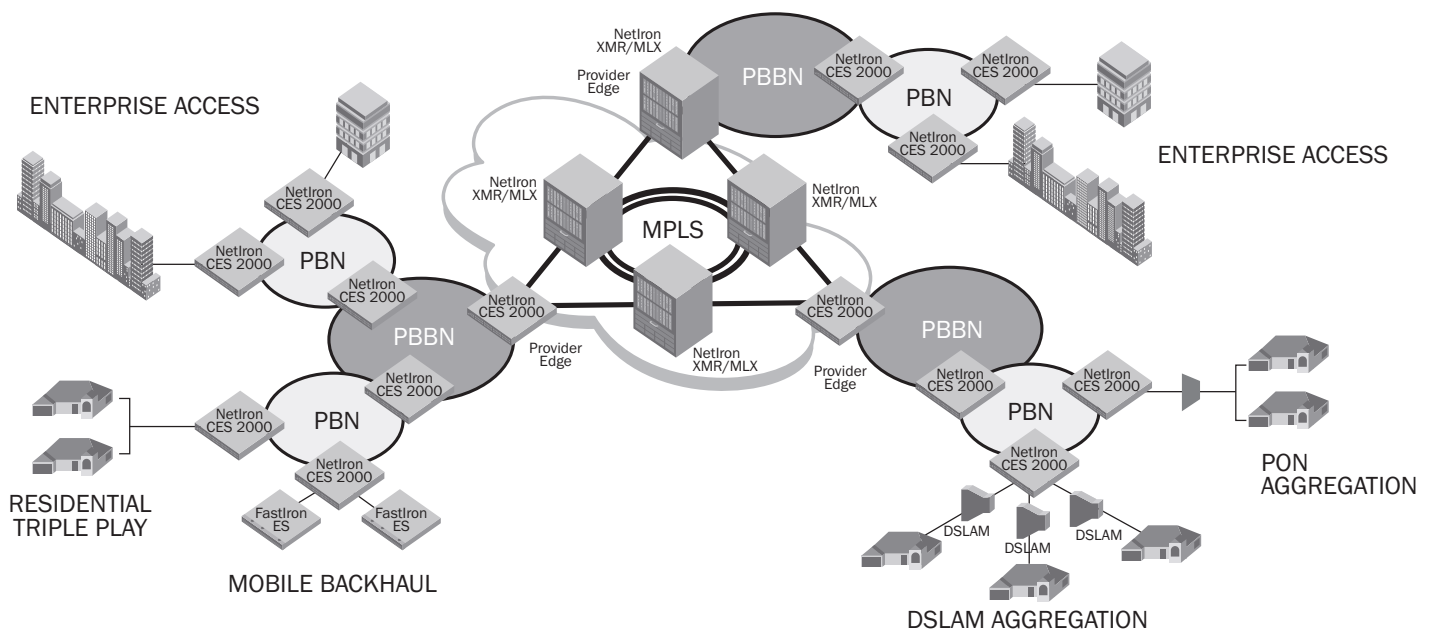 NetIron
XMR/MLX
Provider
Edge
PBBN
NetIron
CES 2000
PBN
NetIron
CES 2000
NetIron
CES 2000
ENTERPRISE ACCESS
ENTERPRISE ACCESS
NetIron
CES 2000
NetIron
CES 2000
PBN
NetIron
CES 2000
NetIron
XMR/MLX
NetIron
XMR/MLX
MPLS
NetIron
XMR/MLX
PBBN
NetIron
CES 2000
Provider
Edge
NetIron
CES 2000
Provider
Edge
PBBN
NetIron
CES 2000
NetIron
CES 2000
PBN
NetIron
CES 2000
NetIron
CES 2000
PBN
NetIron
CES 2000
NetIron
CES 2000
FastIron
ES
FastIron
ES
RESIDENTIAL
TRIPLE PLAY
MOBILE BACKHAUL
PON
AGGREGATION
DSLAM
DSLAM
DSLAM
DSLAM AGGREGATION